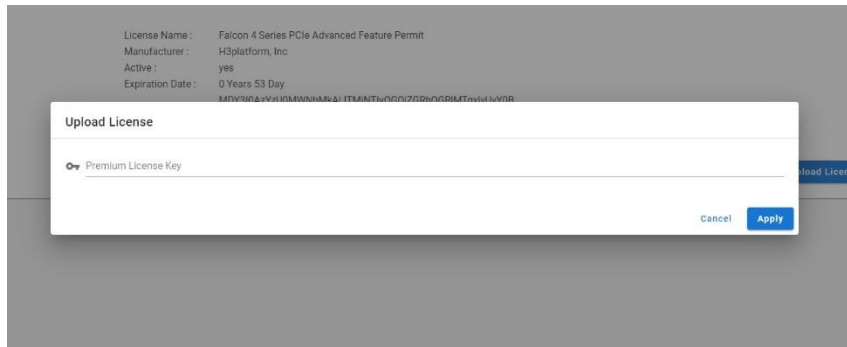 License Name : Falcon 4 Series PCIe Advanced Feature Permit
Manufacturer : H3platform, Inc
Active : yes
Expiration Date : 0 Years 53 Day
Upload License
Premium License Key
Cancel Apply